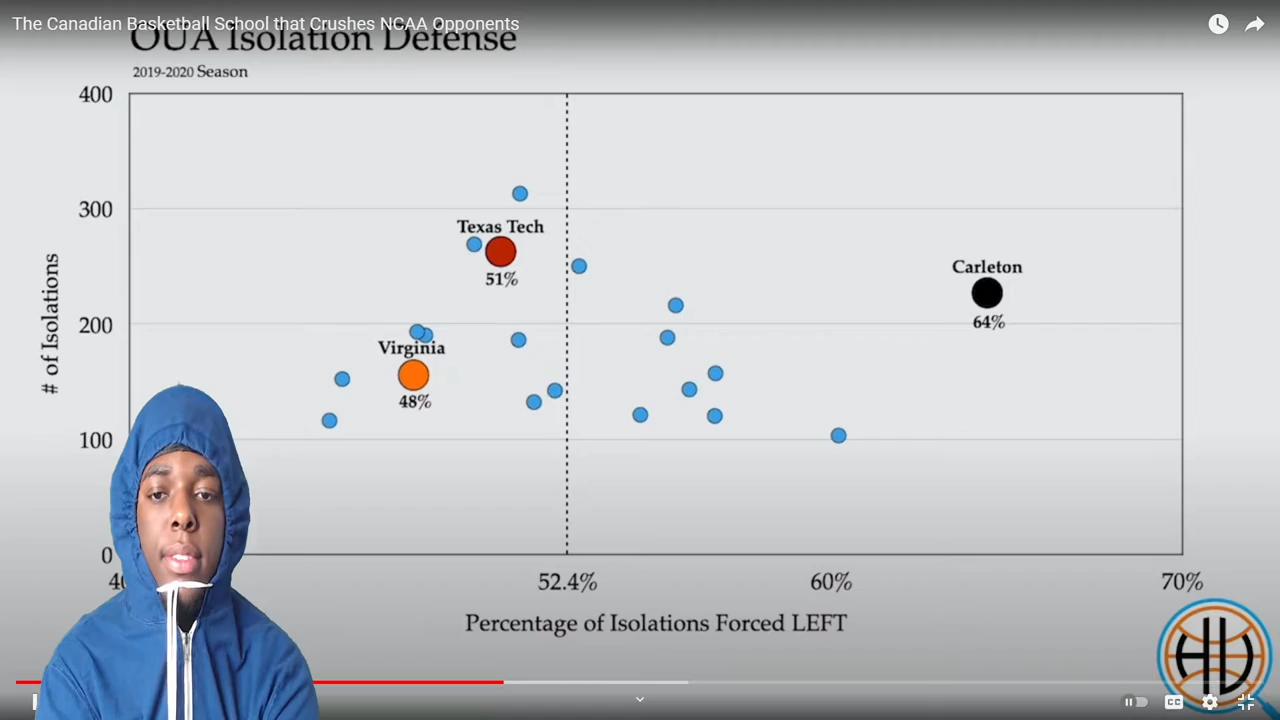 The Canadian Basketball School that Crushes NCAA Opponents
OUA Isolation Defense
2019-2020 Season
400
300
200
100
0
# of Isolations
Texas Tech
51%
Carleton
64%
Virginia
48%
52.4%
60%
70%
Percentage of Isolations Forced LEFT
CC